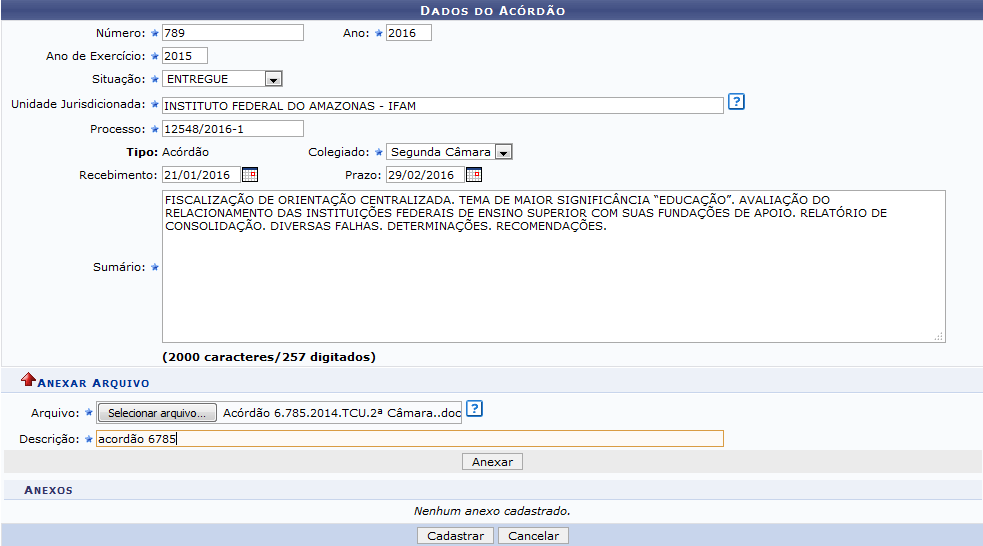 DADOS DO ACÓRDÃO
Número: 789 Ano: 2016
Ano de Exercício: 2015
Situação: ENTREGUE
Unidade Jurisdicionada: INSTITUTO FEDERAL DO AMAZONAS - IFAM ?
Processo: 12548/2016-1
Tipo: Acórdão Colegiado: Segunda Câmara
Recebimento: 21/01/2016 Prazo: 29/02/2016
FISCALIZAÇÃO DE ORIENTAÇÃO CENTRALIZADA. TEMA DE MAIOR SIGNIFICÂNCIA “EDUCAÇÃO”. AVALIAÇÃO DO
RELACIONAMENTO DAS INSTITUIÇÕES FEDERAIS DE ENSINO SUPERIOR COM SUAS FUNDAÇÕES DE APOIO. RELATÓRIO DE
CONSOLIDAÇÃO. DIVERSAS FALHAS. DETERMINAÇÕES. RECOMENDAÇÕES.
Sumário:
(2000 caracteres/257 digitados)
ANEXAR ARQUIVO
Arquivo: Selecionar arquivo... Acórdão 6.785.2014.TCU.2ª Câmara..doc ?
Descrição: acordão 6785
Anexar
ANEXOS
Nenhum anexo cadastrado.
Cadastrar Cancelar